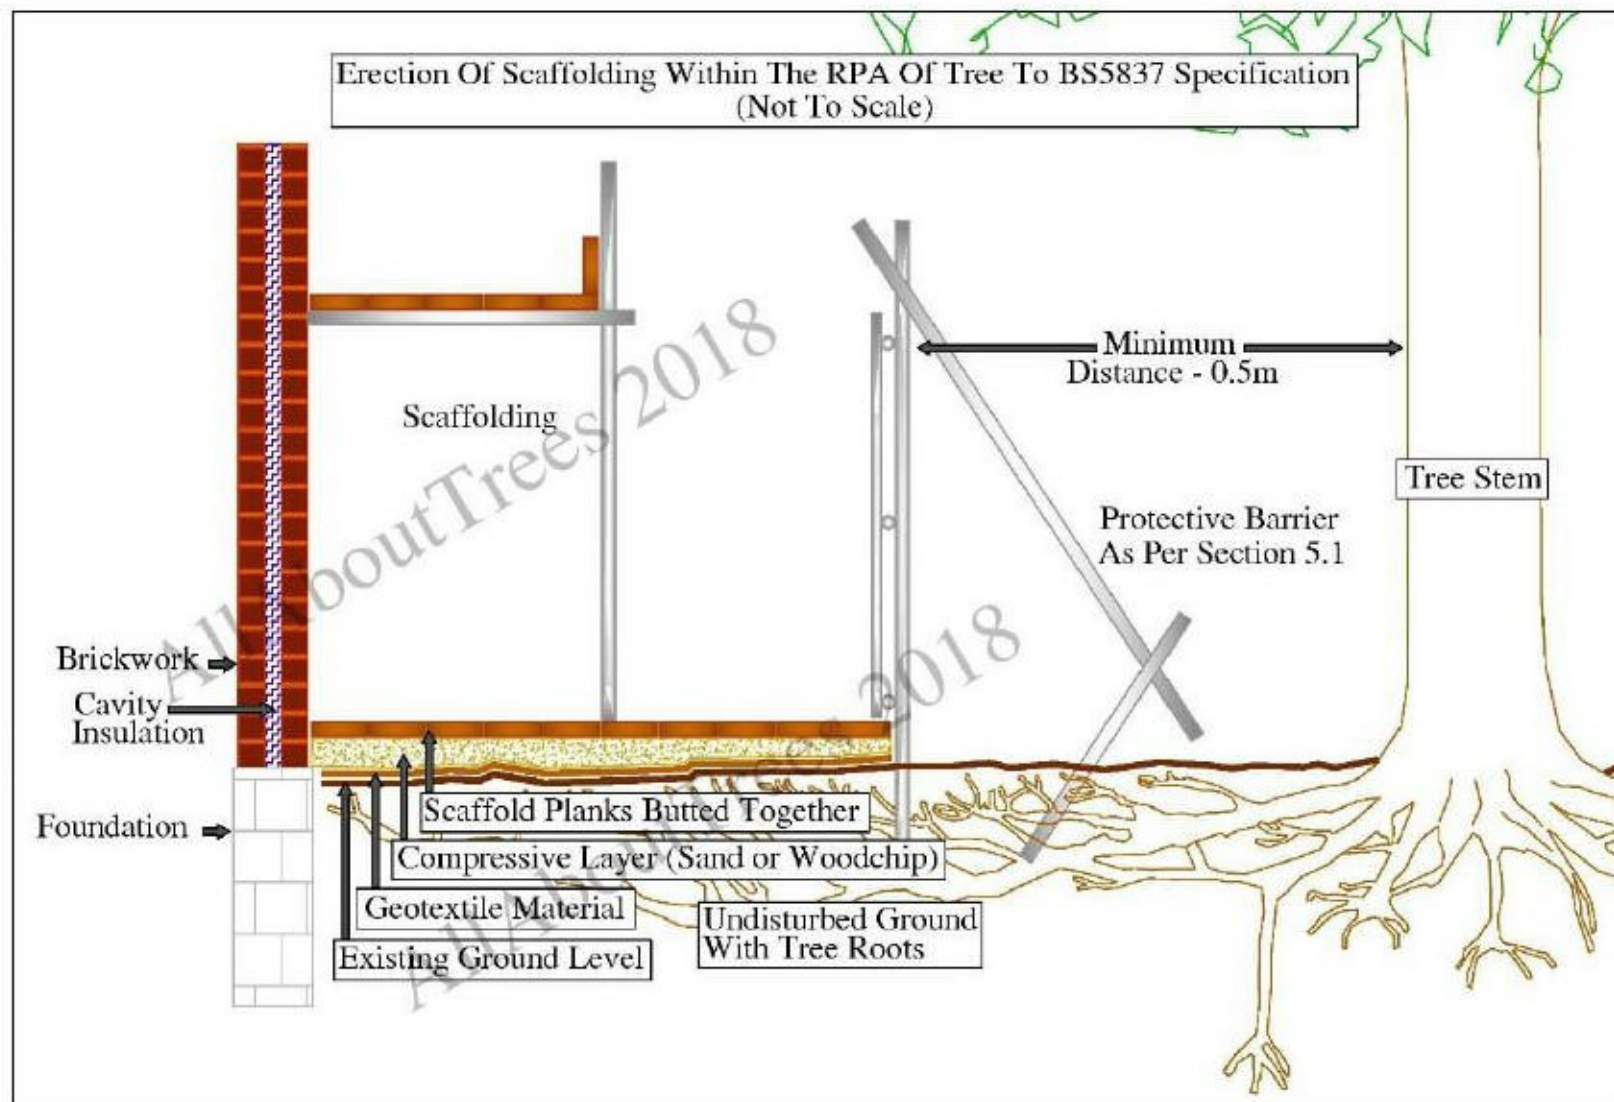 Erection Of Scaffolding Within The RPA Of Tree To BS5837 Specification
(Not To Scale)
Minimum
Distance - 0.5m
Scaffolding
Tree Stem
Protective Barrier
As Per Section 5.1
Brickwork
Cavity
Insulation
Foundation
Scaffold Planks Butted Together
Compressive Layer (Sand or Woodchip)
Geotextile Material
Undisturbed Ground
With Tree Roots
Existing Ground Level
AllAboutTrees 2018
AllAboutTrees 2018